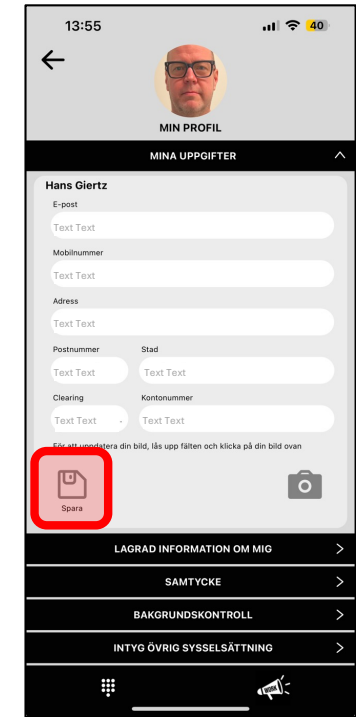 13:55
40
MIN PROFIL
MINA UPPGIFTER
Hans Giertz
E-post
Text Text
Mobilnummer
Text Text
Adress
Text Text
Postnummer Stad
Text Text Text Text
Clearing Kontonummer
Text Text Text Text
För att uppdatera din bild, lås upp fälten och klicka på din bild ovan
Spara
LAGRAD INFORMATION OM MIG
SAMTYCKE
BAKGRUNDSKONTROLL
INTYG ÖVRIG SYSSELSÄTTNING
WORK